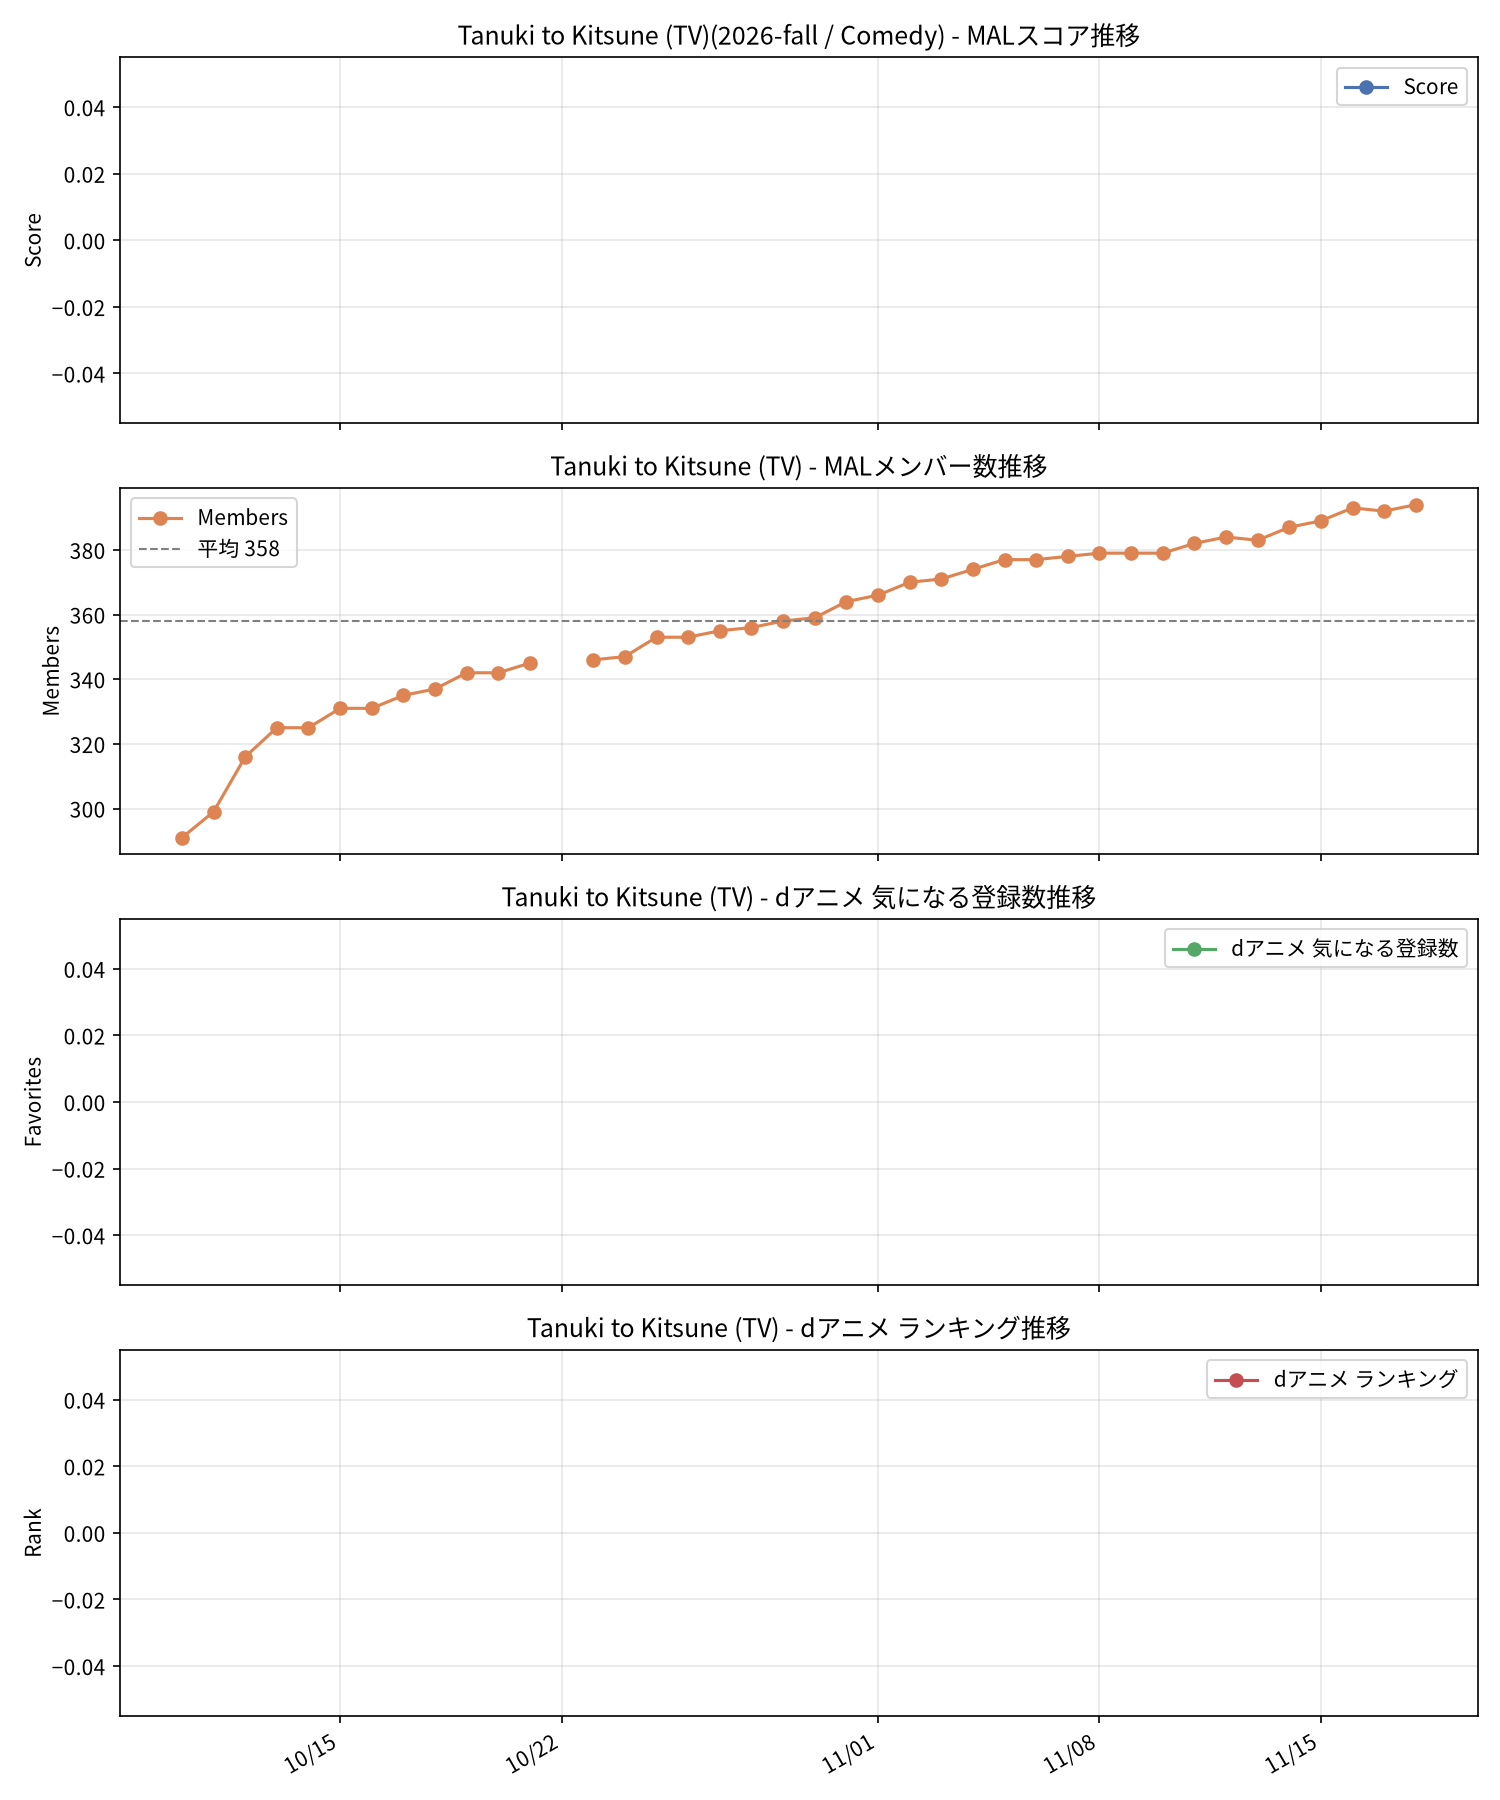 Tanuki to Kitsune (TV)(2026-fall / Comedy) - MALスコア推移
Score
0.04
0.02
0.00
−0.02
−0.04
Score
Tanuki to Kitsune (TV) - MALメンバー数推移
Members
平均 358
380
360
340
320
300
Members
Tanuki to Kitsune (TV) - dアニメ 気になる登録数推移
dアニメ 気になる登録数
0.04
0.02
0.00
−0.02
−0.04
Favorites
Tanuki to Kitsune (TV) - dアニメ ランキング推移
dアニメ ランキング
0.04
0.02
0.00
−0.02
−0.04
Rank
10/15
10/22
11/01
11/08
11/15